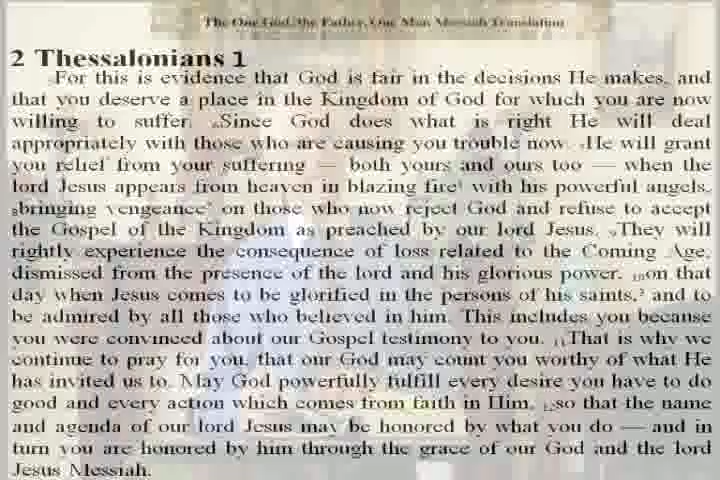 The One God, the Father, One Man Messiah Translation
2 Thessalonians 1
For this is evidence that God is fair in the decisions He makes, and
that you deserve a place in the Kingdom of God for which you are now
willing to suffer. Since God does what is right He will deal
appropriately with those who are causing you trouble now. He will grant
you relief from your suffering — both yours and ours too — when the
lord Jesus appears from heaven in blazing fire¹ with his powerful angels,
8bringing vengeance² on those who now reject God and refuse to accept
the Gospel of the Kingdom as preached by our lord Jesus. 9They will
rightly experience the consequence of loss related to the Coming Age,
dismissed from the presence of the lord and his glorious power, 10on that
day when Jesus comes to be glorified in the persons of his saints,³ and to
be admired by all those who believed in him. This includes you because
you were convinced about our Gospel testimony to you. 11That is why we
continue to pray for you, that our God may count you worthy of what He
has invited us to. May God powerfully fulfill every desire you have to do
good and every action which comes from faith in Him, 12so that the name
and agenda of our lord Jesus may be honored by what you do — and in
turn you are honored by him through the grace of our God and the lord
Jesus Messiah.